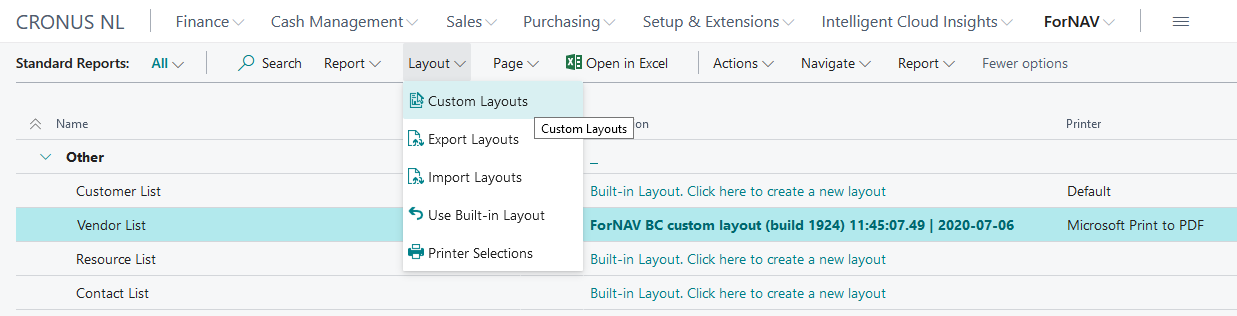 CRONUS NL Finance Cash Management Sales Purchasing Setup & Extensions Intelligent Cloud Insights ForNAV
Standard Reports: All Search Report Layout Page Open in Excel Actions Navigate Report Fewer options
Custom Layouts
Export Layouts
Import Layouts
Use Built-in Layout
Printer Selections
Custom Layouts
Name Printer
Other _
Customer List Built-in Layout. Click here to create a new layout Default
Vendor List ForNAV BC custom layout (build 1924) 11:45:07.49 | 2020-07-06 Microsoft Print to PDF
Resource List Built-in Layout. Click here to create a new layout
Contact List Built-in Layout. Click here to create a new layout